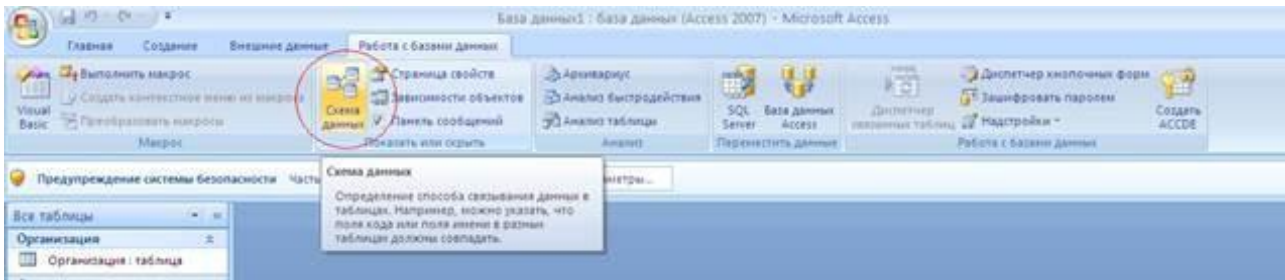 База данных1 : база данных (Access 2007) - Microsoft Access
Главная Создание Внешние данные Работа с базами данных
Visual Basic
Выполнить макрос
Создать контекстное меню из макроса
Преобразовать макросы
Макрос
Схема данных
Страница свойств
Зависимости объектов
Панель сообщений
Показать или скрыть
Архивариус
Анализ быстродействия
Анализ таблицы
Анализ
SQL Server
База данных Access
Переместить данные
Диспетчер связанных таблиц
Диспетчер кнопочных форм
Зашифровать паролем
Надстройки
Создать ACCDE
Работа с базами данных
Предупреждение системы безопасности Часть
Схема данных
Определение способа связывания данных в
таблицах. Например, можно указать, что
поля кода или поля имени в разных
таблицах должны совпадать.
Все таблицы
Организация
Организация : таблица